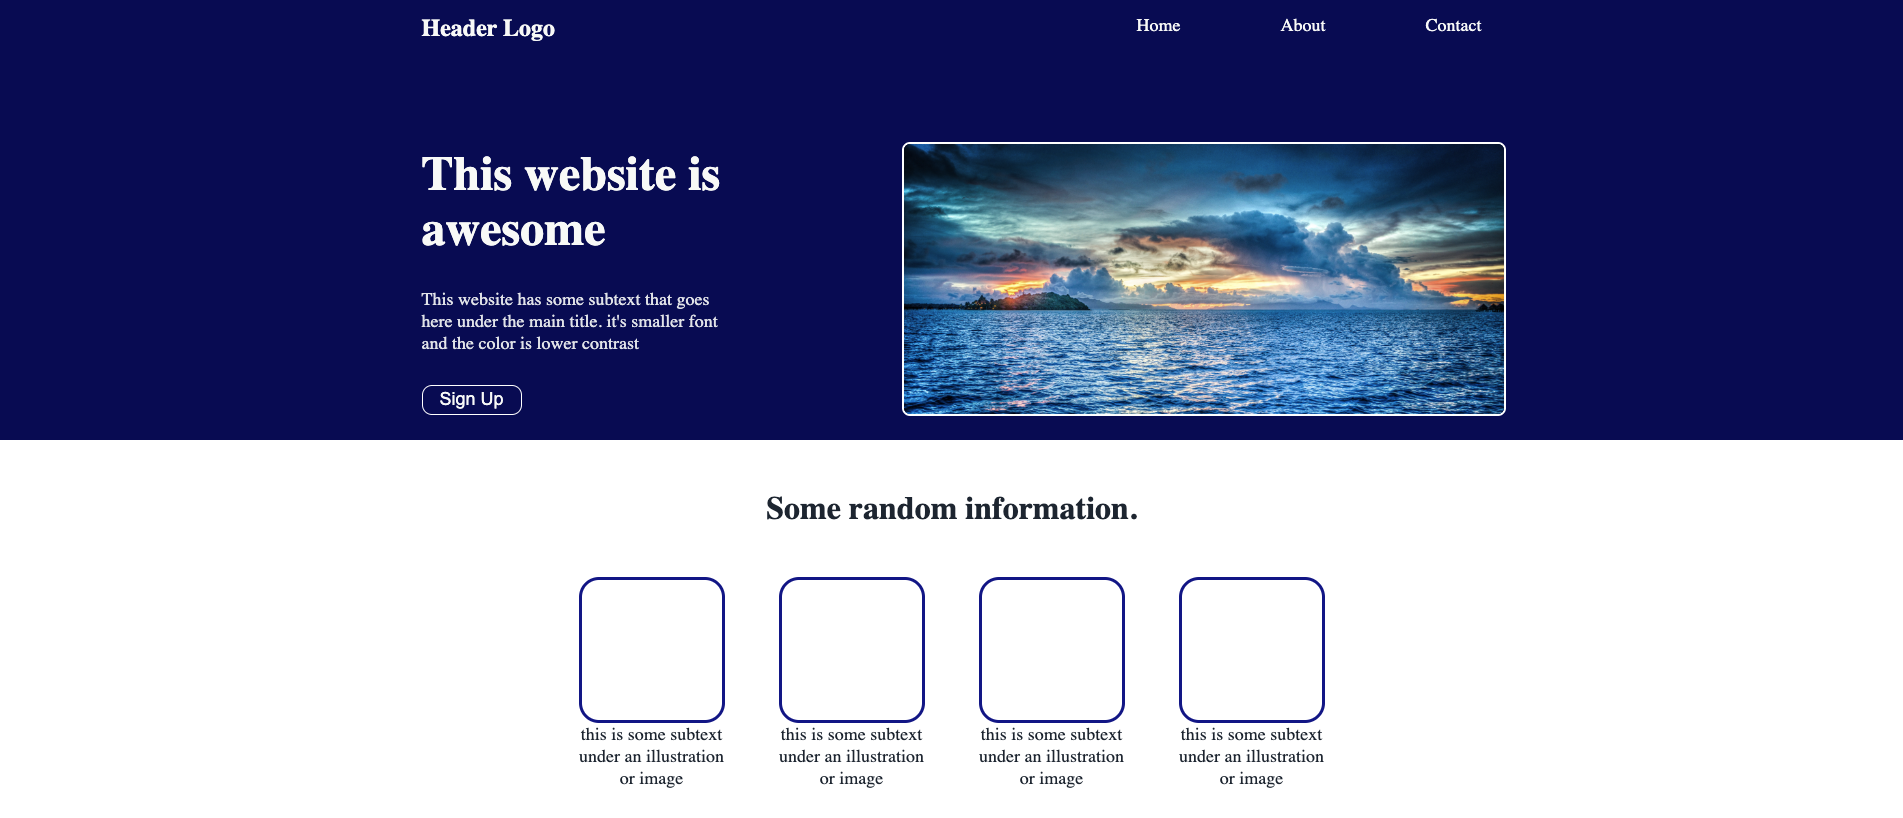 Header Logo
Home
About
Contact
This website is
awesome
This website has some subtext that goes
here under the main title. it's smaller font
and the color is lower contrast
Sign Up
Some random information.
this is some subtext
under an illustration
or image
this is some subtext
under an illustration
or image
this is some subtext
under an illustration
or image
this is some subtext
under an illustration
or image